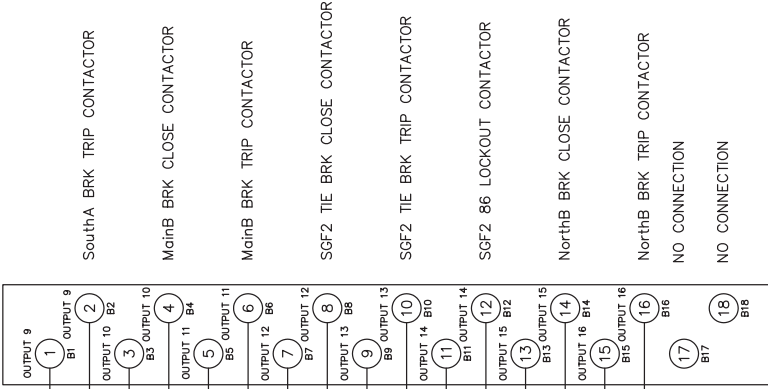 SouthA BRK TRIP CONTACTOR
MainB BRK CLOSE CONTACTOR
MainB BRK TRIP CONTACTOR
SGF2 TIE BRK CLOSE CONTACTOR
SGF2 TIE BRK TRIP CONTACTOR
SGF2 86 LOCKOUT CONTACTOR
NorthB BRK CLOSE CONTACTOR
NorthB BRK TRIP CONTACTOR
NO CONNECTION
NO CONNECTION
OUTPUT 9
1
B1
OUTPUT 9
2
B2
OUTPUT 10
3
B3
OUTPUT 10
4
B4
OUTPUT 11
5
B5
OUTPUT 11
6
B6
OUTPUT 12
7
B7
OUTPUT 12
8
B8
OUTPUT 13
9
B9
OUTPUT 13
10
B10
OUTPUT 14
11
B11
OUTPUT 14
12
B12
OUTPUT 15
13
B13
OUTPUT 15
14
B14
OUTPUT 16
15
B15
OUTPUT 16
16
B16
17
B17
18
B18